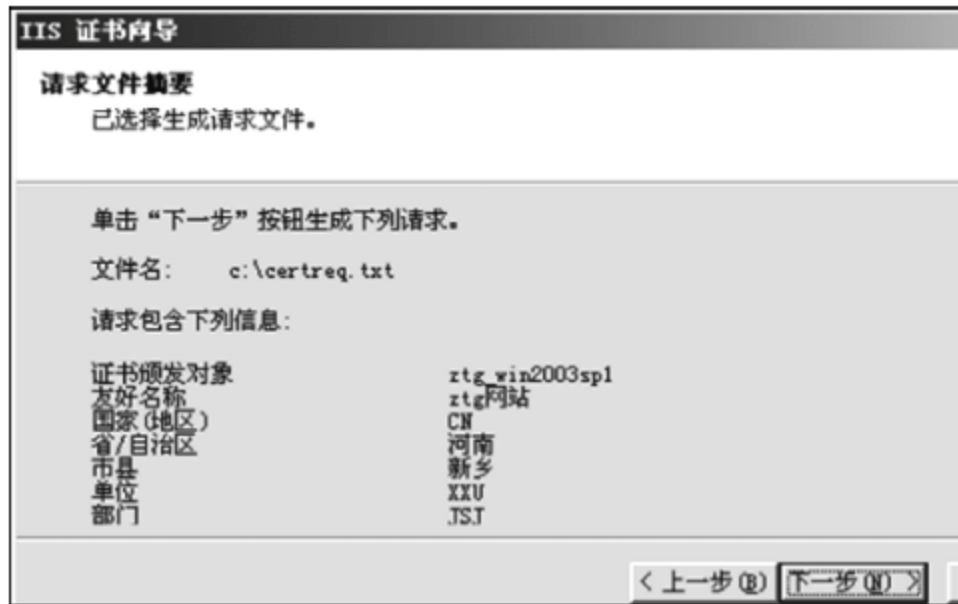 IIS 证书向导
请求文件摘要
已选择生成请求文件。
单击“下一步”按钮生成下列请求。
文件名: c:\certreq.txt
请求包含下列信息:
证书颁发对象 ztg_win2003sp1
友好名称 ztg网站
国家(地区) CN
省/自治区 河南
市县 新乡
单位 XXU
部门 JSJ
< 上一步(B) 下一步(N) >